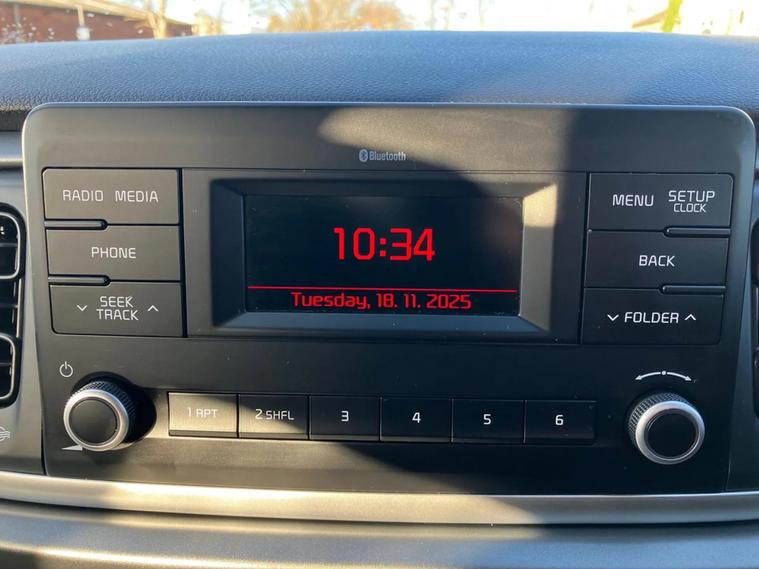 Bluetooth
RADIO MEDIA
PHONE
SEEK
TRACK
10:34
Tuesday, 18. 11. 2025
MENU
SETUP
CLOCK
BACK
FOLDER
1 RPT
2 SHFL
3
4
5
6